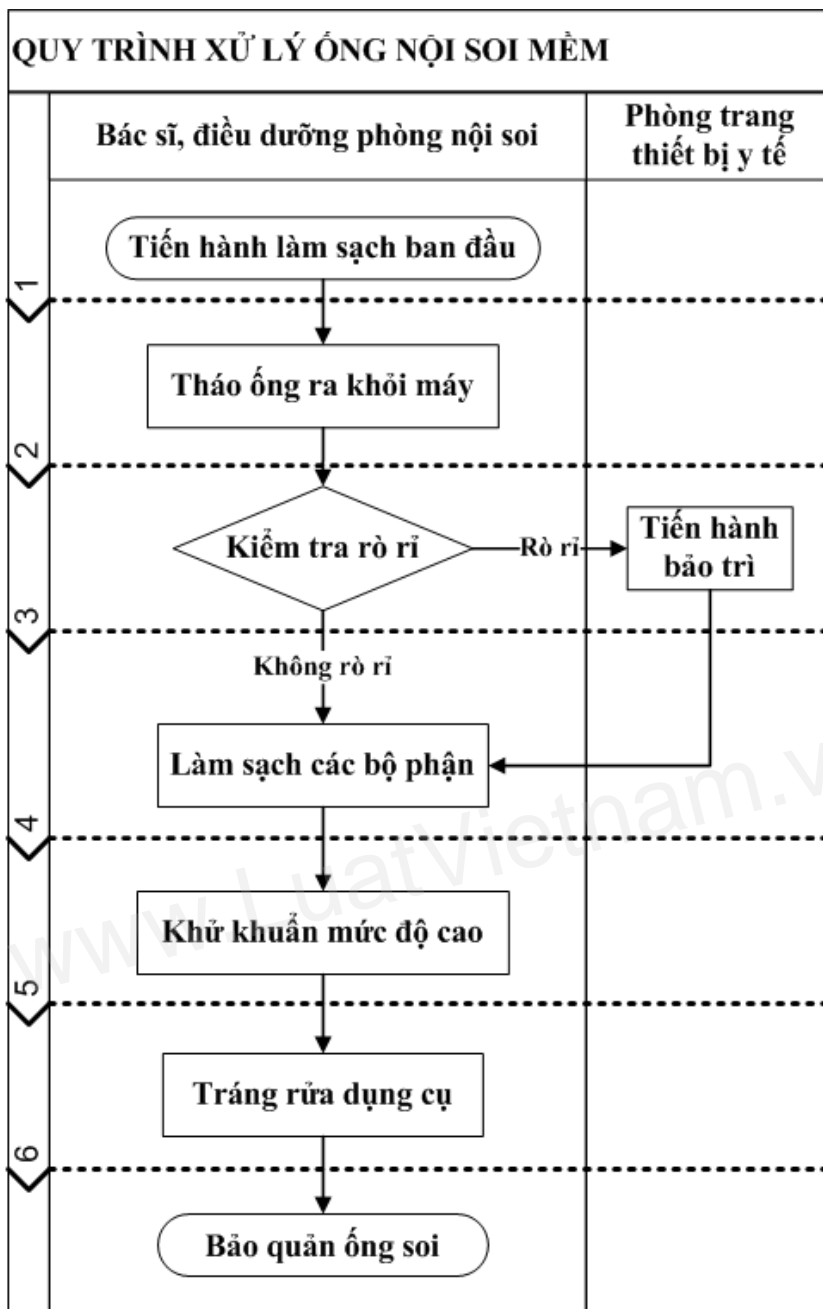 QUY TRÌNH XỬ LÝ ỐNG NỘI SOI MỀM
Bác sĩ, điều dưỡng phòng nội soi
Phòng trang
thiết bị y tế
Tiến hành làm sạch ban đầu
1
Tháo ống ra khỏi máy
2
Kiểm tra rò rỉ
Rò rỉ
Tiến hành
bảo trì
3
Không rò rỉ
Làm sạch các bộ phận
4
www.LuatVietnam.v
Khử khuẩn mức độ cao
5
Tráng rửa dụng cụ
6
Bảo quản ống soi